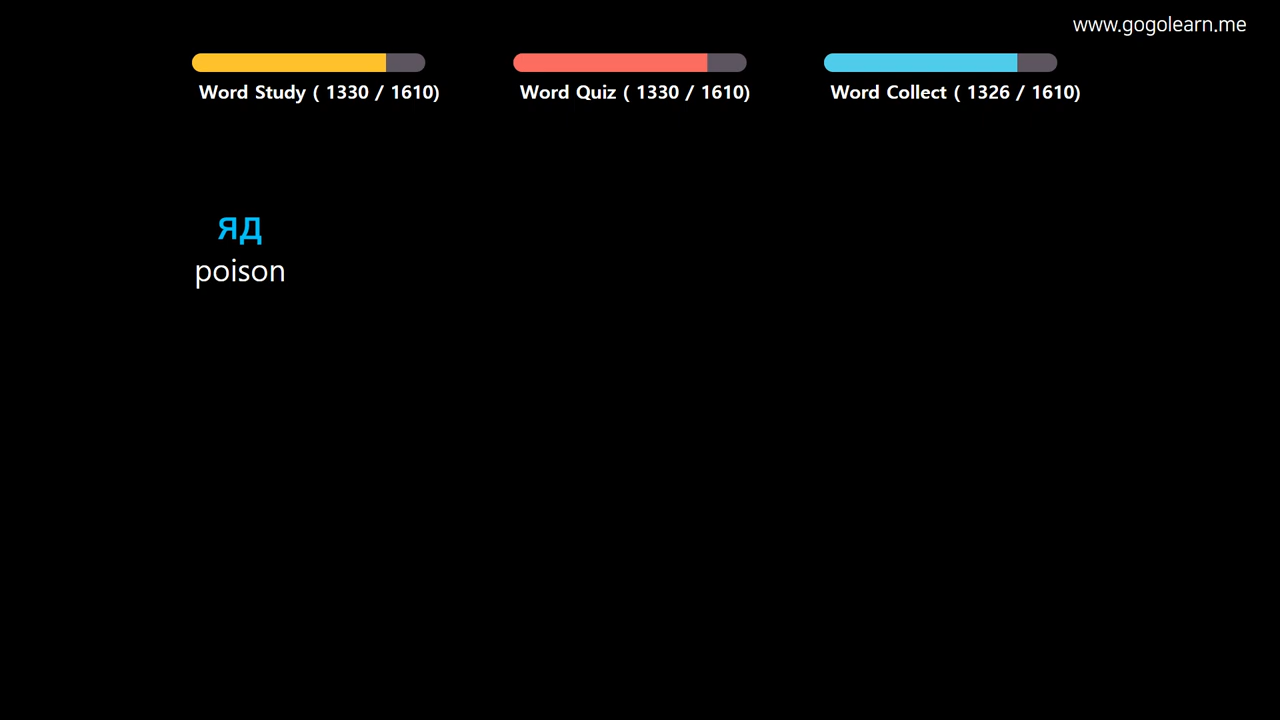 www.gogolearn.me
Word Study ( 1330 / 1610)
Word Quiz ( 1330 / 1610)
Word Collect ( 1326 / 1610)
яд
poison